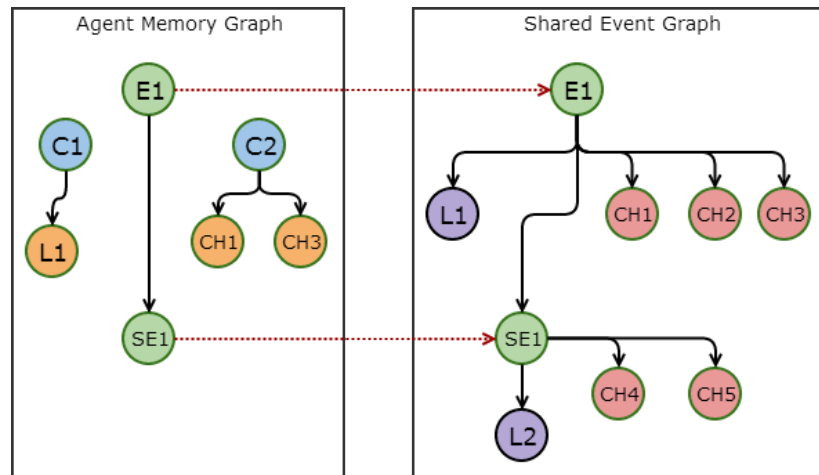 Agent Memory Graph
Shared Event Graph
E1
E1
C1
C2
L1
CH1
CH3
L1
CH1
CH2
CH3
SE1
SE1
CH4
CH5
L2